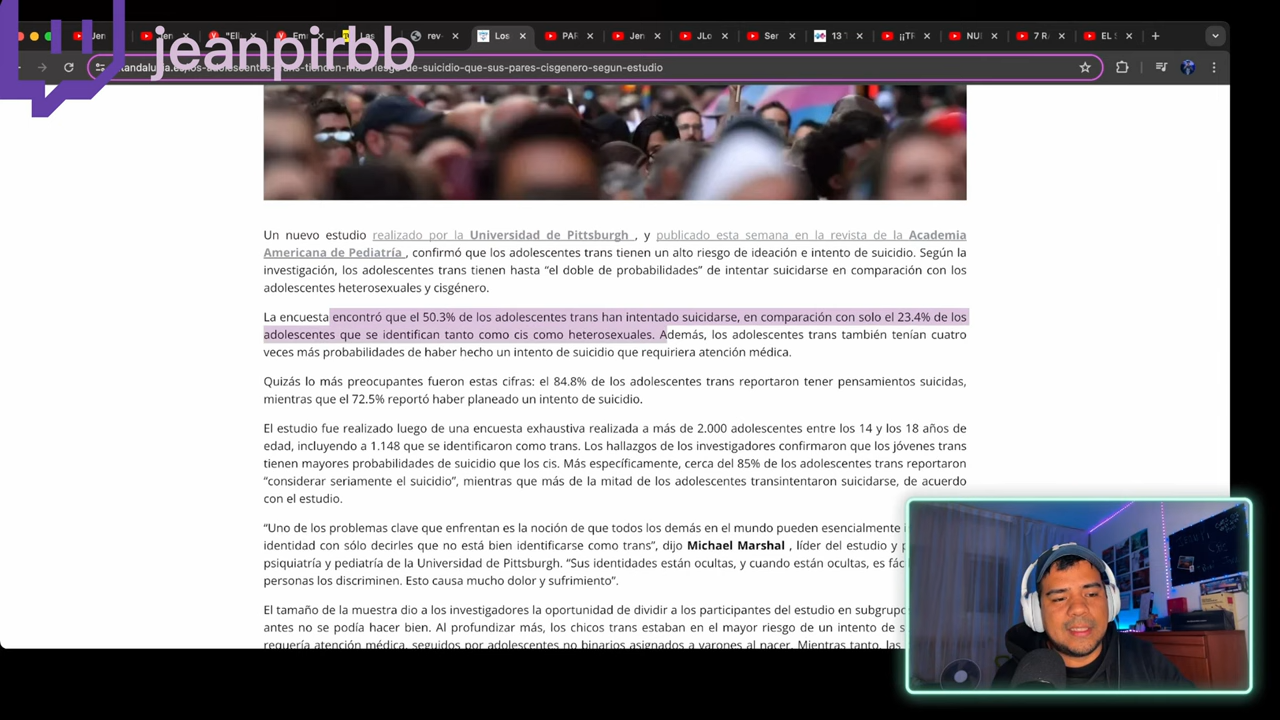 jeanpirbb
Jen
jen
"Ell
Em
Las
rev
Los
PAF
Jen
JLo
Ser
13 T
¡¡TF
NUI
7 R
EL S
andalucia.es/los-adolescentes-trans-tienden-mas-riesgo-de-suicidio-que-sus-pares-cisgenero-segun-estudio
Un nuevo estudio realizado por la Universidad de Pittsburgh , y publicado esta semana en la revista de la Academia
Americana de Pediatría , confirmó que los adolescentes trans tienen un alto riesgo de ideación e intento de suicidio. Según la
investigación, los adolescentes trans tienen hasta "el doble de probabilidades" de intentar suicidarse en comparación con los
adolescentes heterosexuales y cisgénero.
La encuesta encontró que el 50.3% de los adolescentes trans han intentado suicidarse, en comparación con solo el 23.4% de los
adolescentes que se identifican tanto como cis como heterosexuales. Además, los adolescentes trans también tenían cuatro
veces más probabilidades de haber hecho un intento de suicidio que requiriera atención médica.
Quizás lo más preocupantes fueron estas cifras: el 84.8% de los adolescentes trans reportaron tener pensamientos suicidas,
mientras que el 72.5% reportó haber planeado un intento de suicidio.
El estudio fue realizado luego de una encuesta exhaustiva realizada a más de 2.000 adolescentes entre los 14 y los 18 años de
edad, incluyendo a 1.148 que se identificaron como trans. Los hallazgos de los investigadores confirmaron que los jóvenes trans
tienen mayores probabilidades de suicidio que los cis. Más específicamente, cerca del 85% de los adolescentes trans reportaron
"considerar seriamente el suicidio", mientras que más de la mitad de los adolescentes transintentaron suicidarse, de acuerdo
con el estudio.
"Uno de los problemas clave que enfrentan es la noción de que todos los demás en el mundo pueden esencialmente
identidad con sólo decirles que no está bien identificarse como trans", dijo Michael Marshal , líder del estudio y
psiquiatría y pediatría de la Universidad de Pittsburgh. "Sus identidades están ocultas, y cuando están ocultas, es
personas los discriminen. Esto causa mucho dolor y sufrimiento".
El tamaño de la muestra dio a los investigadores la oportunidad de dividir a los participantes del estudio en
antes no se podía hacer bien. Al profundizar más, los chicos trans estaban en el mayor riesgo de un intento de
requería atención médica, seguidos por adolescentes no binarios asignados a varones al nacer. Mientras tanto, las